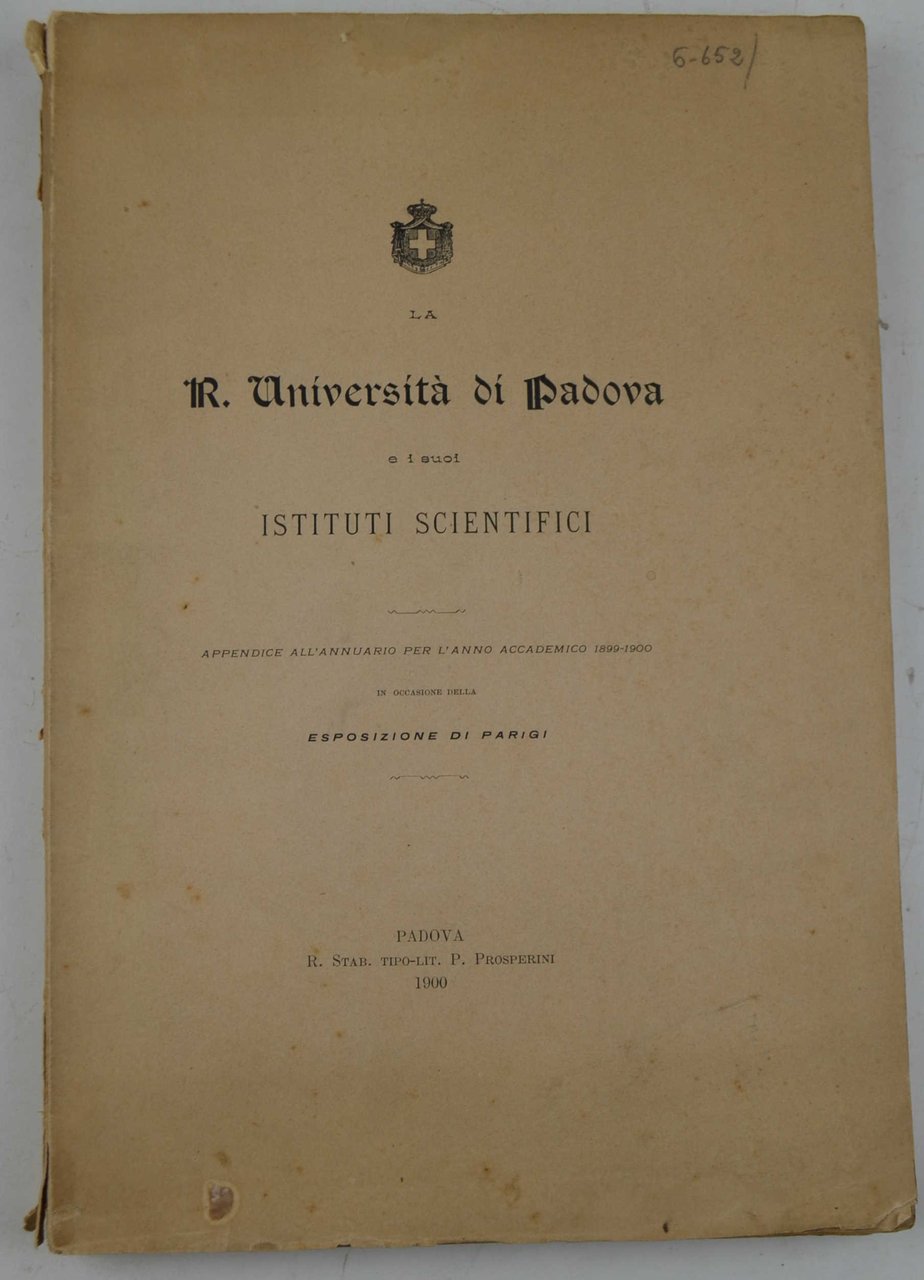 6-652/
LA
R. Università di Padova
e i suoi
ISTITUTI SCIENTIFICI
APPENDICE ALL'ANNUARIO PER L'ANNO ACCADEMICO 1899-1900
IN OCCASIONE DELLA
ESPOSIZIONE DI PARIGI
PADOVA
R. STAB. TIPO-LIT. P. PROSPERINI
1900